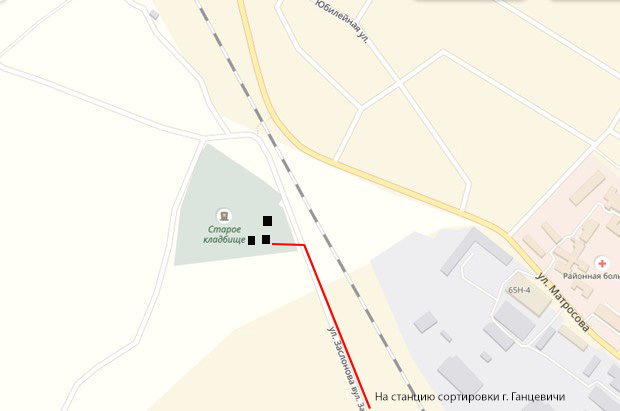 Юбилейная ул.
Старое
кладбище
ул. Матросова
Районная боль
65Н-4
ул. Заслонова вул. За
На станцию сортировки г. Ганцевичи